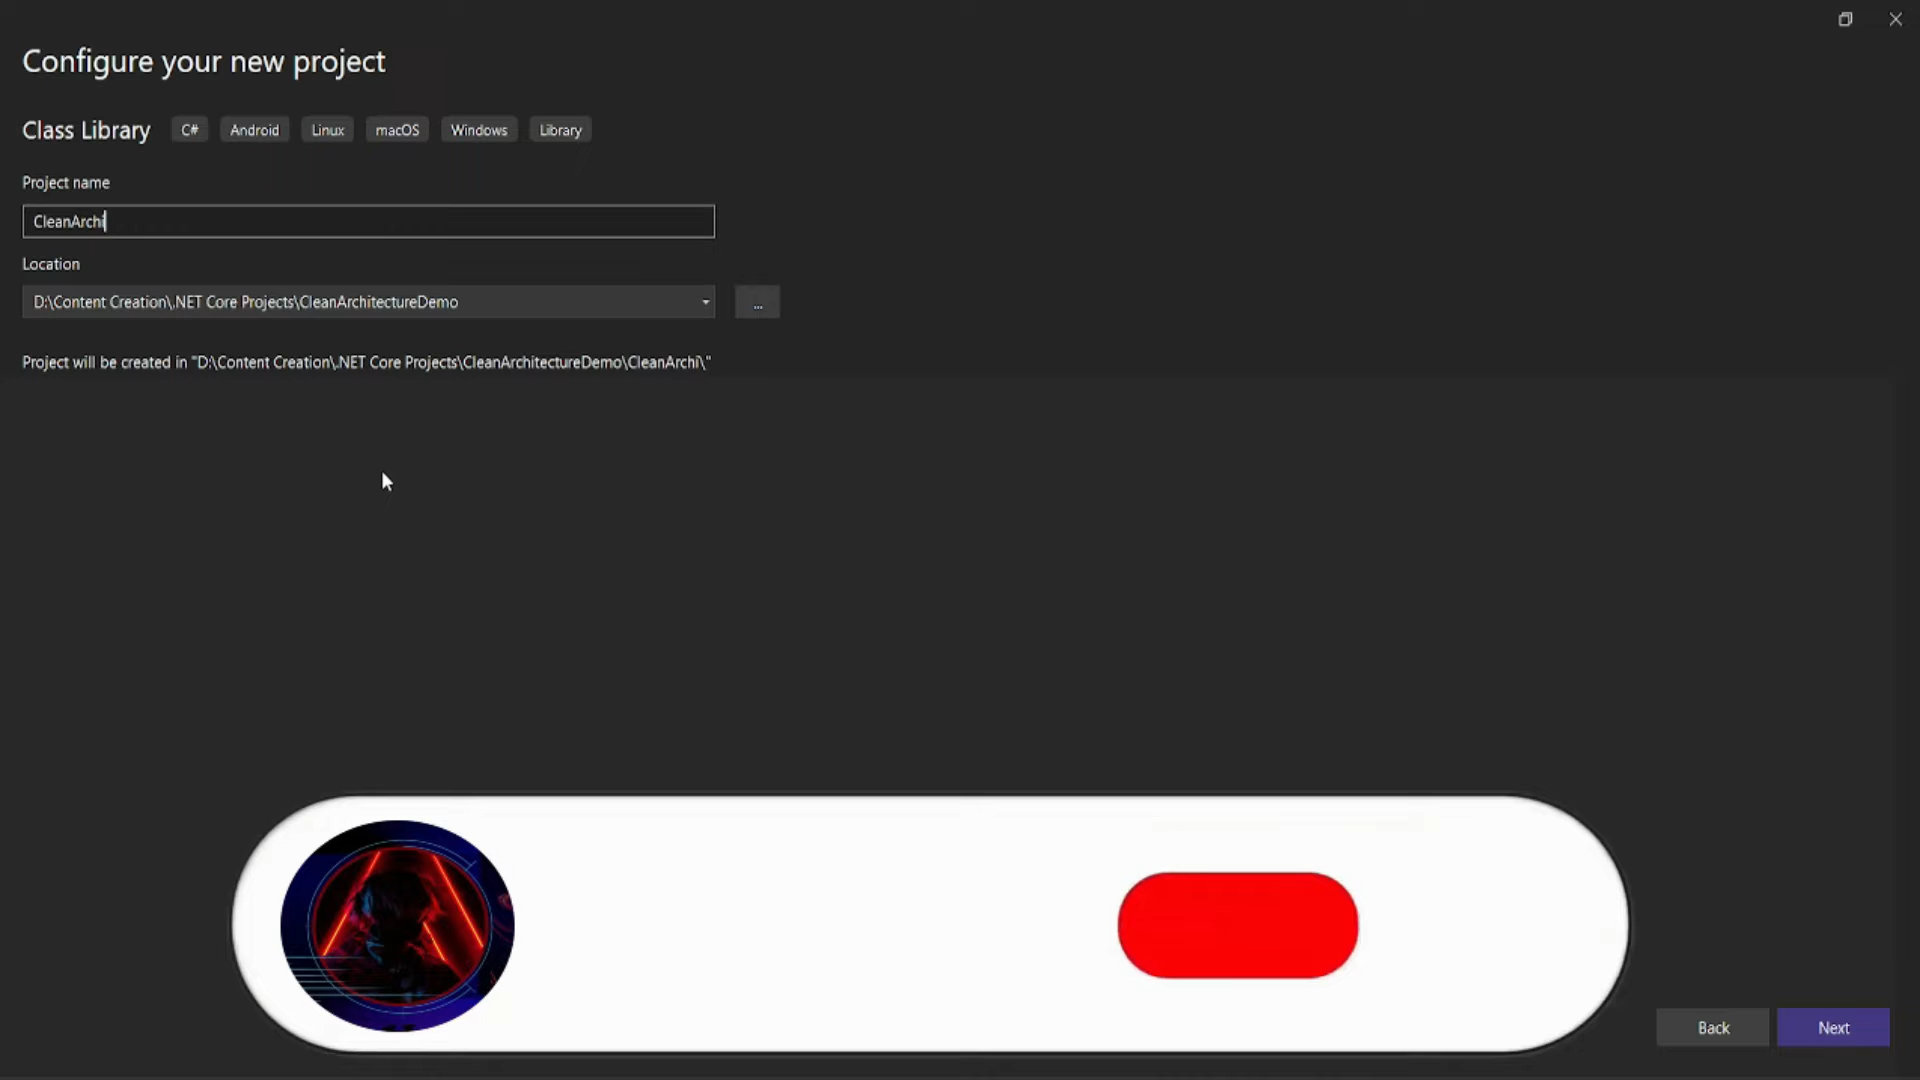 Configure your new project
Class Library C# Android Linux macOS Windows Library
Project name
CleanArchi
Location
D:\Content Creation\.NET Core Projects\CleanArchitectureDemo
...
Project will be created in "D:\Content Creation\.NET Core Projects\CleanArchitectureDemo\CleanArchi\"
Back Next